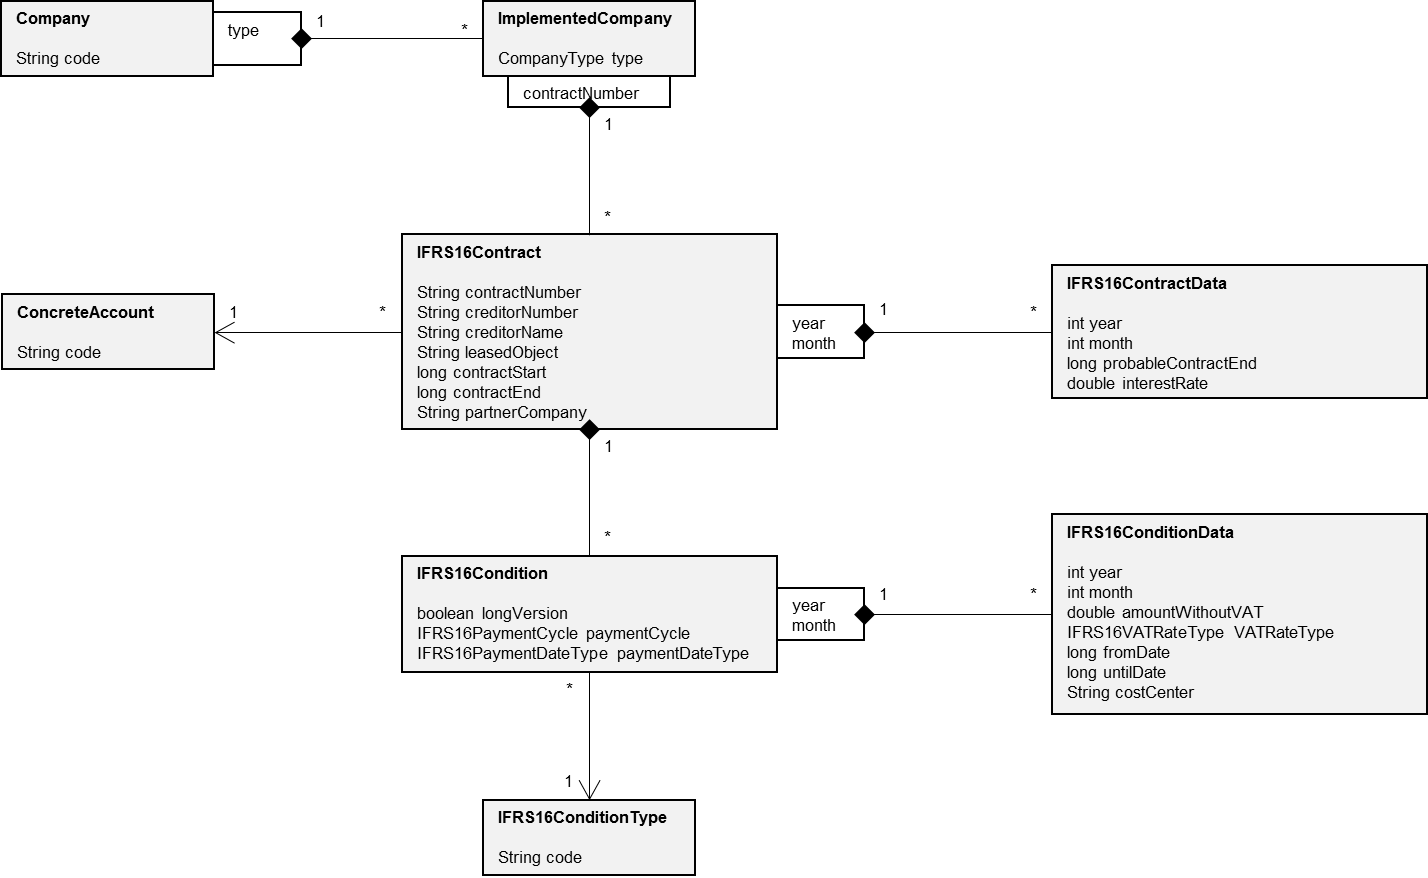 Company
String code
type
1
*
ImplementedCompany
CompanyType type
contractNumber
1
*
IFRS16Contract
String contractNumber
String creditorNumber
String creditorName
String leasedObject
long contractStart
long contractEnd
String partnerCompany
ConcreteAccount
String code
1
*
year
month
1
*
IFRS16ContractData
int year
int month
long probableContractEnd
double interestRate
1
*
IFRS16Condition
boolean longVersion
IFRS16PaymentCycle paymentCycle
IFRS16PaymentDateType paymentDateType
year
month
1
*
IFRS16ConditionData
int year
int month
double amountWithoutVAT
IFRS16VATRateType VATRateType
long fromDate
long untilDate
String costCenter
*
1
IFRS16ConditionType
String code